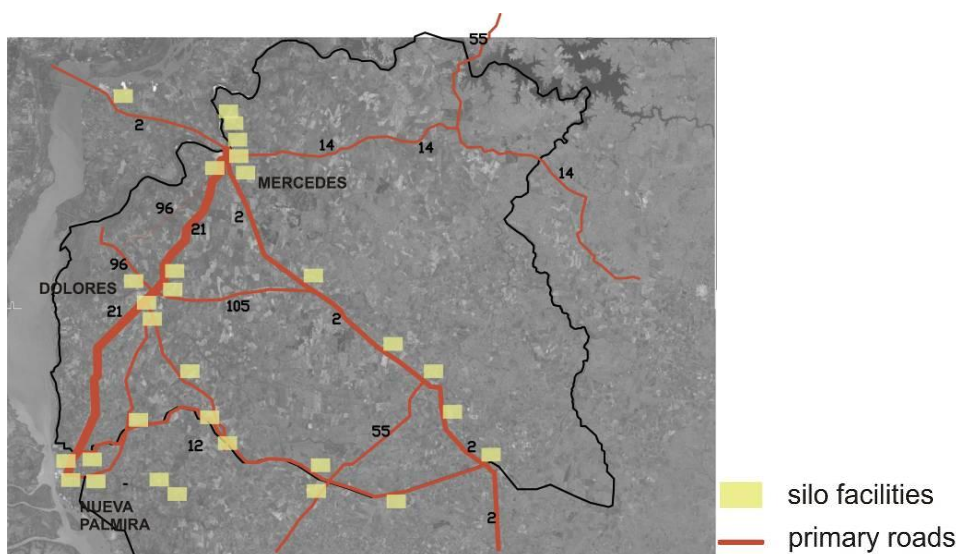 55
2
14
14
14
MERCEDES
96
2
21
96
DOLORES
21
105
2
55
12
2
2
NUEVA
PALMIRA
silo facilities
primary roads